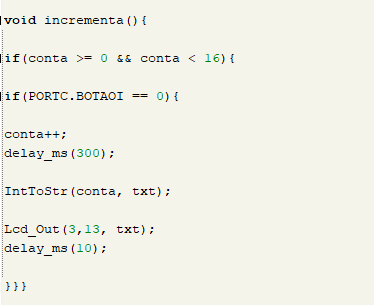 void incrementa(){
if(conta >= 0 && conta < 16){
if(PORTC.BOTAOI == 0){
conta++;
delay_ms(300);
IntToStr(conta, txt);
Lcd_Out(3,13, txt);
delay_ms(10);
}}}